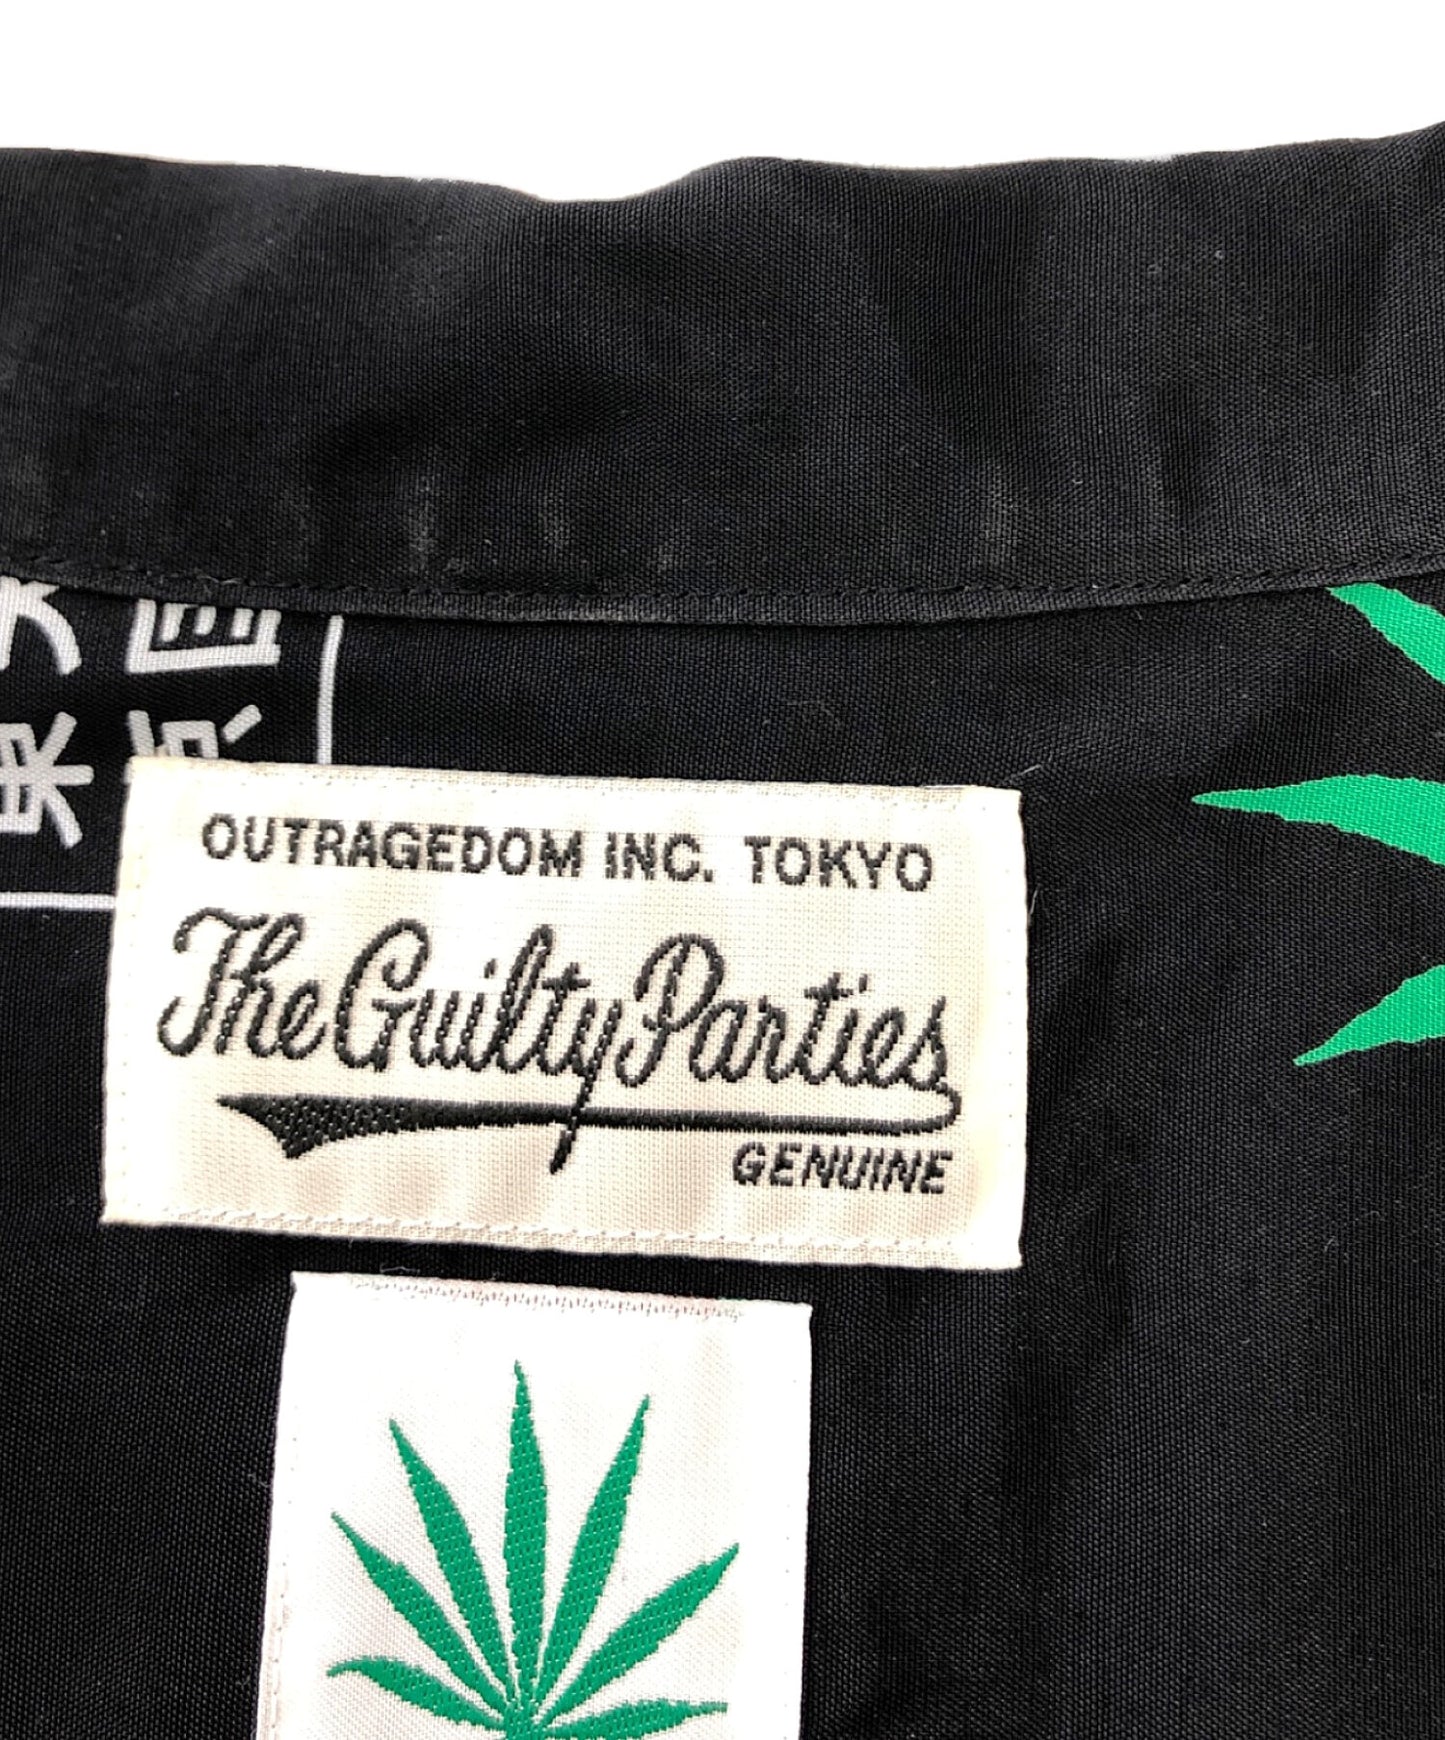 OUTRAGEDOM INC. TOKYO
The Guilty Parties
GENUINE